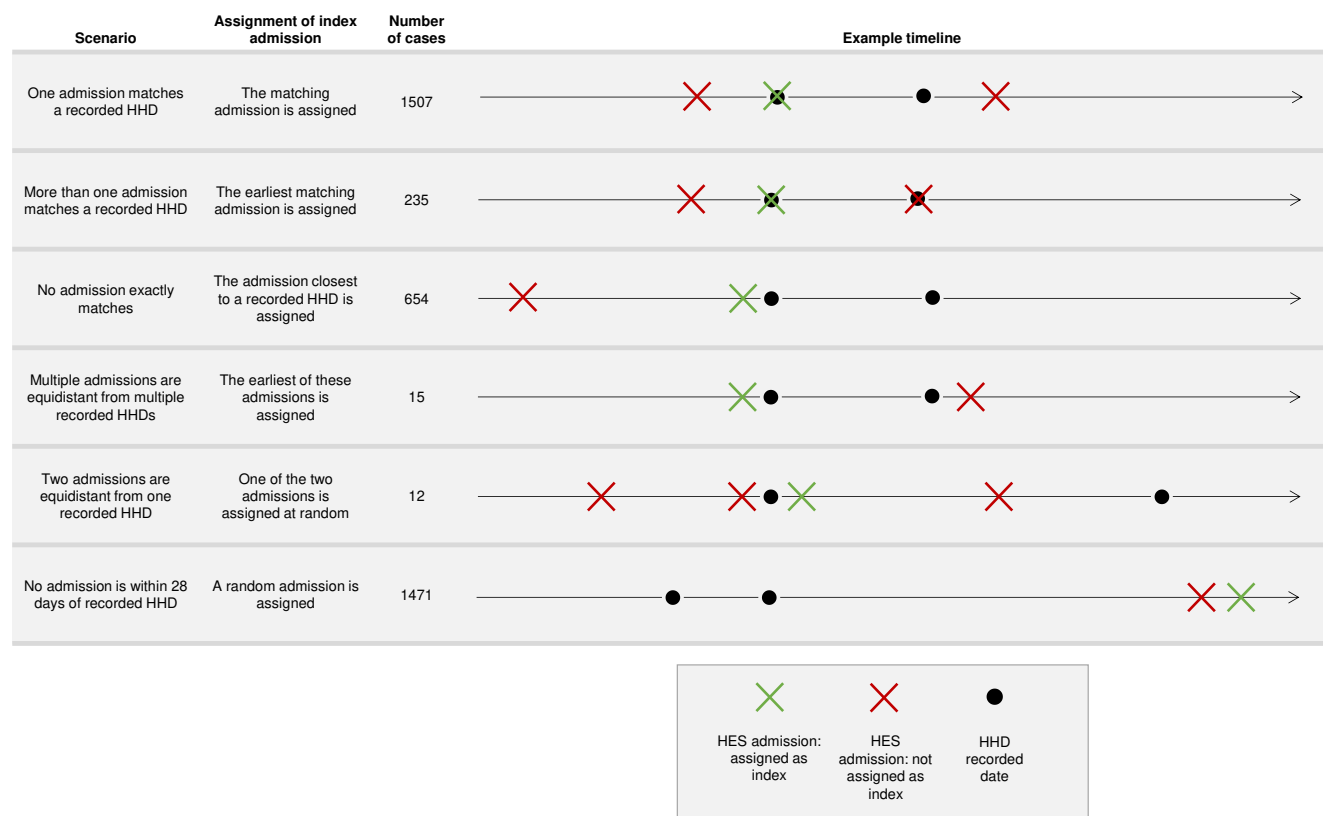 Scenario
Assignment of index
admission
Number
of cases
Example timeline
One admission matches
a recorded HHD
The matching
admission is assigned
1507
More than one admission
matches a recorded HHD
The earliest matching
admission is assigned
235
No admission exactly
matches
The admission closest
to a recorded HHD is
assigned
654
Multiple admissions are
equidistant from multiple
recorded HHDs
The earliest of these
admissions is
assigned
15
Two admissions are
equidistant from one
recorded HHD
One of the two
admissions is
assigned at random
12
No admission is within 28
days of recorded HHD
A random admission is
assigned
1471
HES admission:
assigned as
index
HES
admission: not
assigned as
index
HHD
recorded
date